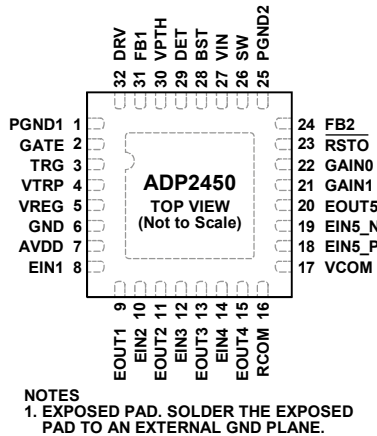 32 DRV
31 FB1
30 VPTH
29 DET
28 BST
27 VIN
26 SW
25 PGND2
PGND1 1
GATE 2
TRG 3
VTRP 4
VREG 5
GND 6
AVDD 7
EIN1 8
ADP2450
TOP VIEW
(Not to Scale)
24 FB2
23 RSTO
22 GAIN0
21 GAIN1
20 EOUT5
19 EIN5_N
18 EIN5_P
17 VCOM
EOUT1 9
EIN2 10
EOUT2 11
EIN3 12
EOUT3 13
EIN4 14
EOUT4 15
RCOM 16
NOTES
1. EXPOSED PAD. SOLDER THE EXPOSED
PAD TO AN EXTERNAL GND PLANE.